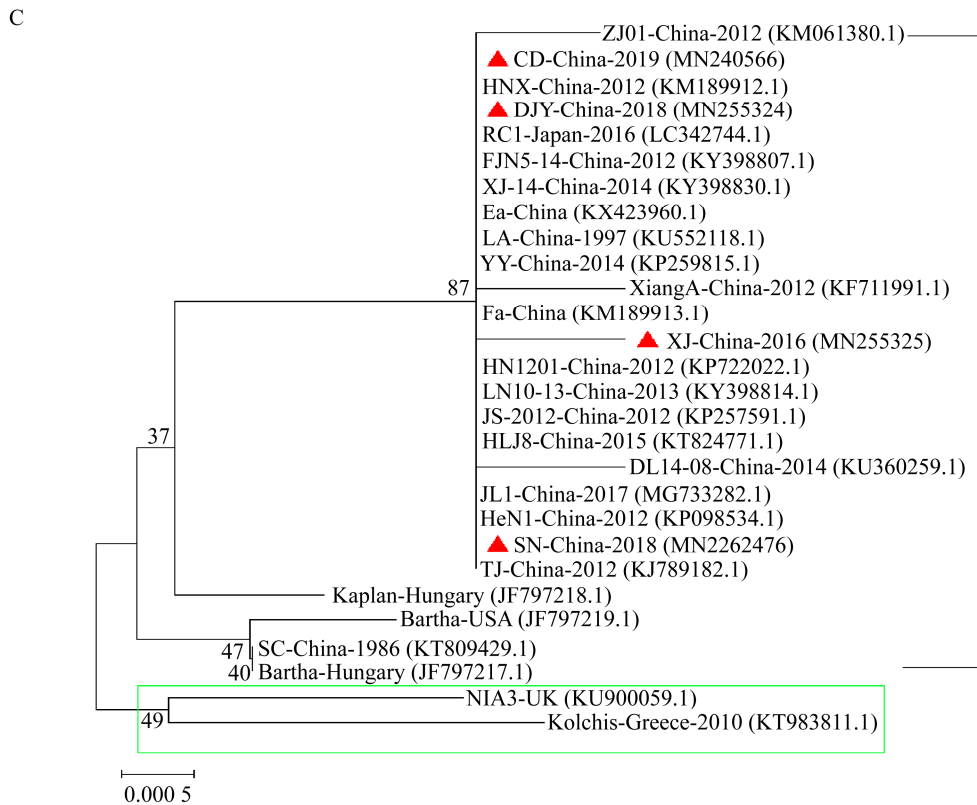 C
ZJ01-China-2012 (KM061380.1)
CD-China-2019 (MN240566)
HNX-China-2012 (KM189912.1)
DJY-China-2018 (MN255324)
RC1-Japan-2016 (LC342744.1)
FJN5-14-China-2012 (KY398807.1)
XJ-14-China-2014 (KY398830.1)
Ea-China (KX423960.1)
LA-China-1997 (KU552118.1)
YY-China-2014 (KP259815.1)
87
XiangA-China-2012 (KF711991.1)
Fa-China (KM189913.1)
XJ-China-2016 (MN255325)
HN1201-China-2012 (KP722022.1)
LN10-13-China-2013 (KY398814.1)
JS-2012-China-2012 (KP257591.1)
37
HLJ8-China-2015 (KT824771.1)
DL14-08-China-2014 (KU360259.1)
JL1-China-2017 (MG733282.1)
HeN1-China-2012 (KP098534.1)
SN-China-2018 (MN2262476)
TJ-China-2012 (KJ789182.1)
Kaplan-Hungary (JF797218.1)
Bartha-USA (JF797219.1)
47
SC-China-1986 (KT809429.1)
40
Bartha-Hungary (JF797217.1)
NIA3-UK (KU900059.1)
49
Kolchis-Greece-2010 (KT983811.1)
0.000 5